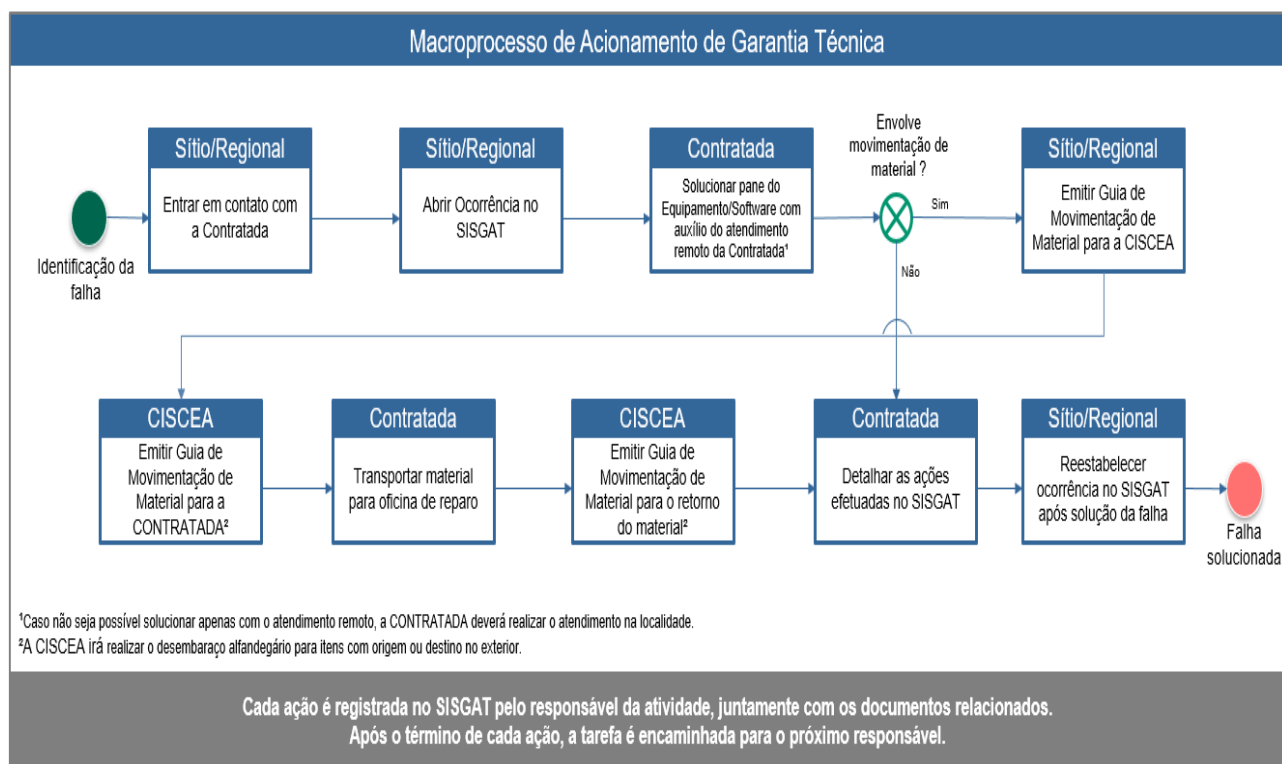 Macroprocesso de Acionamento de Garantia Técnica
Identificação da
falha
Sítio/Regional
Entrar em contato com
a Contratada
Sítio/Regional
Abrir Ocorrência no
SISGAT
Contratada
Solucionar pane do
Equipamento/Software com
auxílio do atendimento
remoto da Contratada¹
Envolve
movimentação de
material ?
Sim
Não
Sítio/Regional
Emitir Guia de
Movimentação de
Material para a CISCEA
CISCEA
Emitir Guia de
Movimentação de
Material para a
CONTRATADA²
Contratada
Transportar material
para oficina de reparo
CISCEA
Emitir Guia de
Movimentação de
Material para o retorno
do material²
Contratada
Detalhar as ações
efetuadas no SISGAT
Sítio/Regional
Reestabelecer
ocorrência no SISGAT
após solução da falha
Falha
solucionada
¹Caso não seja possível solucionar apenas com o atendimento remoto, a CONTRATADA deverá realizar o atendimento na localidade.
²A CISCEA irá realizar o desembaraço alfandegário para itens com origem ou destino no exterior.
Cada ação é registrada no SISGAT pelo responsável da atividade, juntamente com os documentos relacionados.
Após o término de cada ação, a tarefa é encaminhada para o próximo responsável.